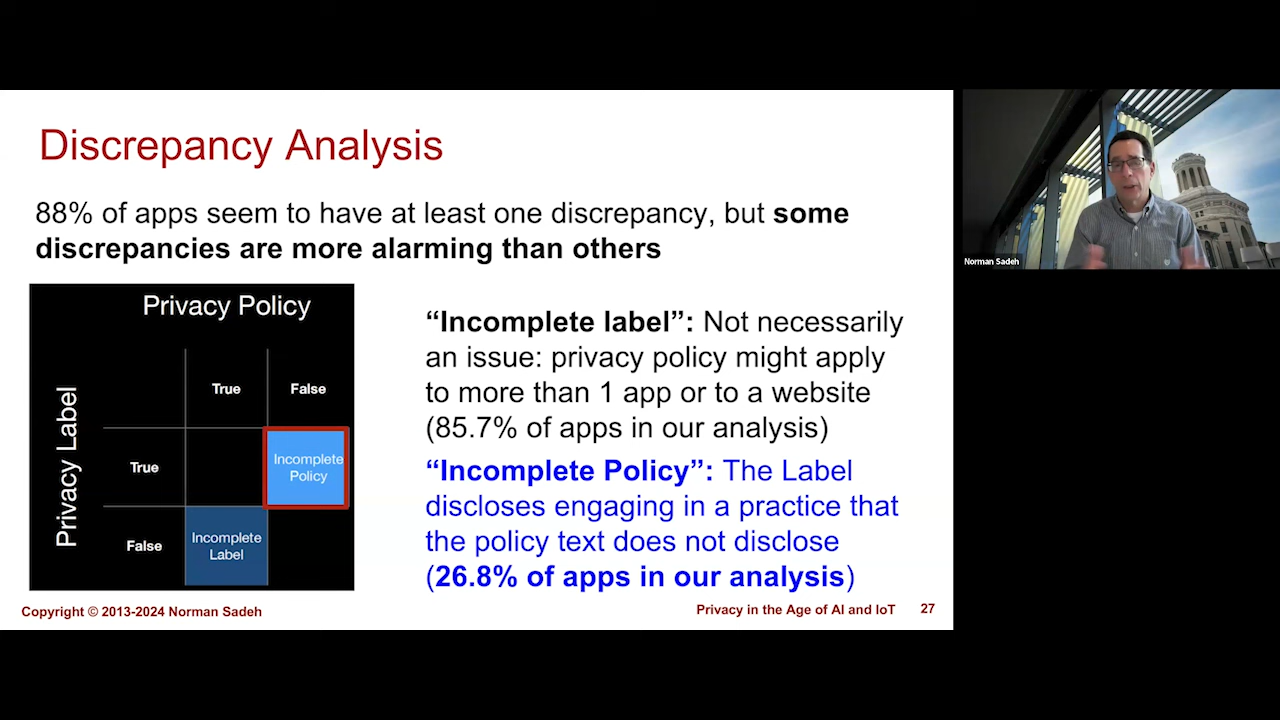 Discrepancy Analysis
88% of apps seem to have at least one discrepancy, but some
discrepancies are more alarming than others
Privacy Policy
Privacy Label
True
False
True
Incomplete
Policy
False
Incomplete
Label
“Incomplete label”: Not necessarily
an issue: privacy policy might apply
to more than 1 app or to a website
(85.7% of apps in our analysis)
“Incomplete Policy”: The Label
discloses engaging in a practice that
the policy text does not disclose
(26.8% of apps in our analysis)
Copyright © 2013-2024 Norman Sadeh
Privacy in the Age of AI and IoT
27
Norman Sadeh